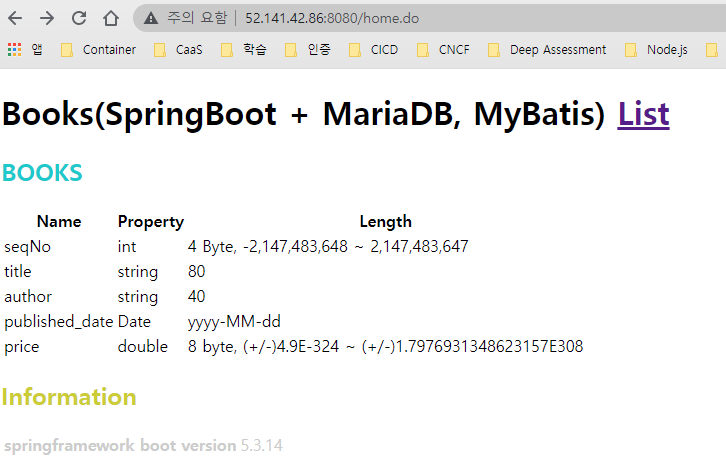 주의 요함 52.141.42.86:8080/home.do
앱 Container CaaS 학습 인증 CICD CNCF Deep Assessment Node.js
Books(SpringBoot + MariaDB, MyBatis) List
BOOKS
Name Property Length
seqNo int 4 Byte, -2,147,483,648 ~ 2,147,483,647
title string 80
author string 40
published_date Date yyyy-MM-dd
price double 8 byte, (+/-)4.9E-324 ~ (+/-)1.7976931348623157E308
Information
springframework boot version 5.3.14